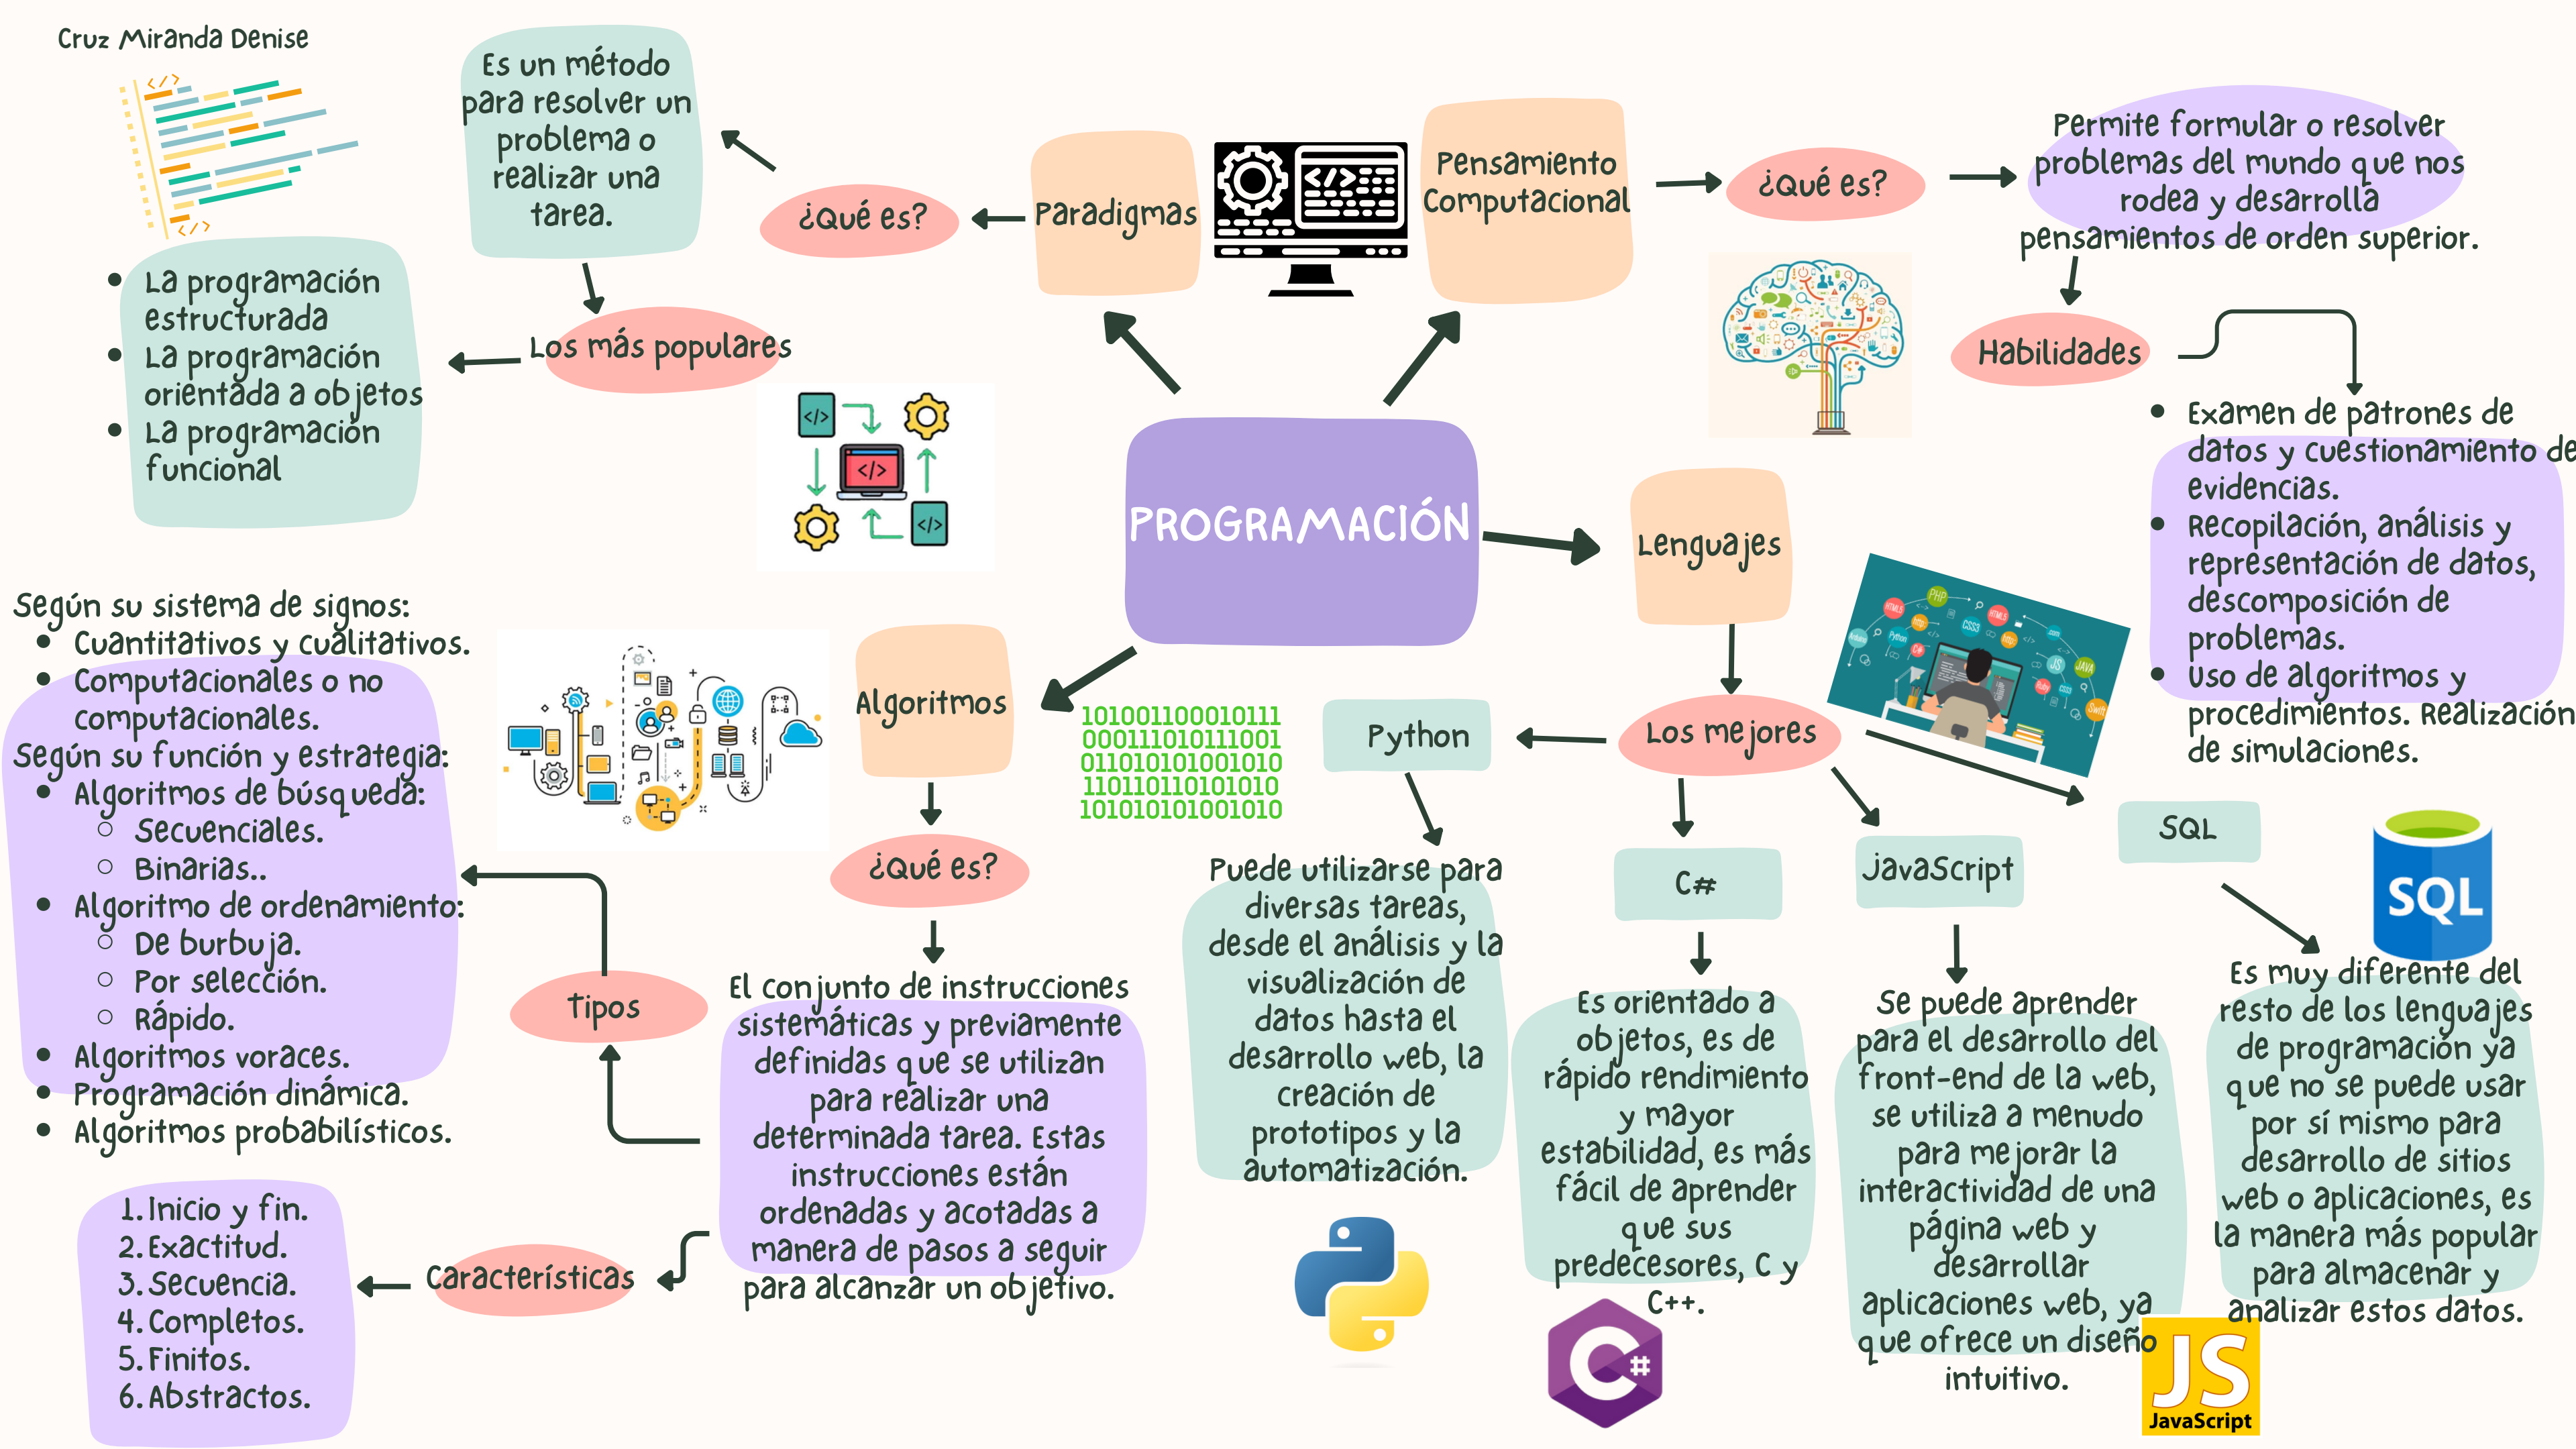 Cruz Miranda Denise
Es un método
para resolver un
problema o
realizar una
tarea.
¿Qué es?
Paradigmas
Los más populares
La programación
estructurada
La programación
orientada a objetos
La programación
funcional
Pensamiento
Computacional
¿Qué es?
Permite formular o resolver
problemas del mundo que nos
rodea y desarrolla
pensamientos de orden superior.
Habilidades
Examen de patrones de
datos y cuestionamiento de
evidencias.
Recopilación, análisis y
representación de datos,
descomposición de
problemas.
Uso de algoritmos y
procedimientos. Realización
de simulaciones.
PROGRAMACIÓN
Lenguajes
Los mejores
Python
Puede utilizarse para
diversas tareas,
desde el análisis y la
visualización de
datos hasta el
desarrollo web, la
creación de
prototipos y la
automatización.
C#
Es orientado a
objetos, es de
rápido rendimiento
y mayor
estabilidad, es más
fácil de aprender
que sus
predecesores, C y
C++.
C#
JavaScript
Se puede aprender
para el desarrollo del
front-end de la web,
se utiliza a menudo
para mejorar la
interactividad de una
página web y
desarrollar
aplicaciones web, ya
que ofrece un diseño
intuitivo.
JS
JavaScript
SQL
SQL
Es muy diferente del
resto de los lenguajes
de programación ya
que no se puede usar
por sí mismo para
desarrollo de sitios
web o aplicaciones, es
la manera más popular
para almacenar y
analizar estos datos.
HTML5
PHP
HTML5
http
CSS3
http
.com
Arduino
Python
C#
JS
JAVA
Ruby
CSS3
Swift
Algoritmos
101001100010111
000111010111001
011010101001010
110110110101010
101010101001010
¿Qué es?
El conjunto de instrucciones
sistemáticas y previamente
definidas que se utilizan
para realizar una
determinada tarea. Estas
instrucciones están
ordenadas y acotadas a
manera de pasos a seguir
para alcanzar un objetivo.
Tipos
Según su sistema de signos:
Cuantitativos y cualitativos.
Computacionales o no
computacionales.
Según su función y estrategia:
Algoritmos de búsqueda:
Secuenciales.
Binarias..
Algoritmo de ordenamiento:
De burbuja.
Por selección.
Rápido.
Algoritmos voraces.
Programación dinámica.
Algoritmos probabilísticos.
Características
1. Inicio y fin.
2. Exactitud.
3. Secuencia.
4. Completos.
5. Finitos.
6. Abstractos.